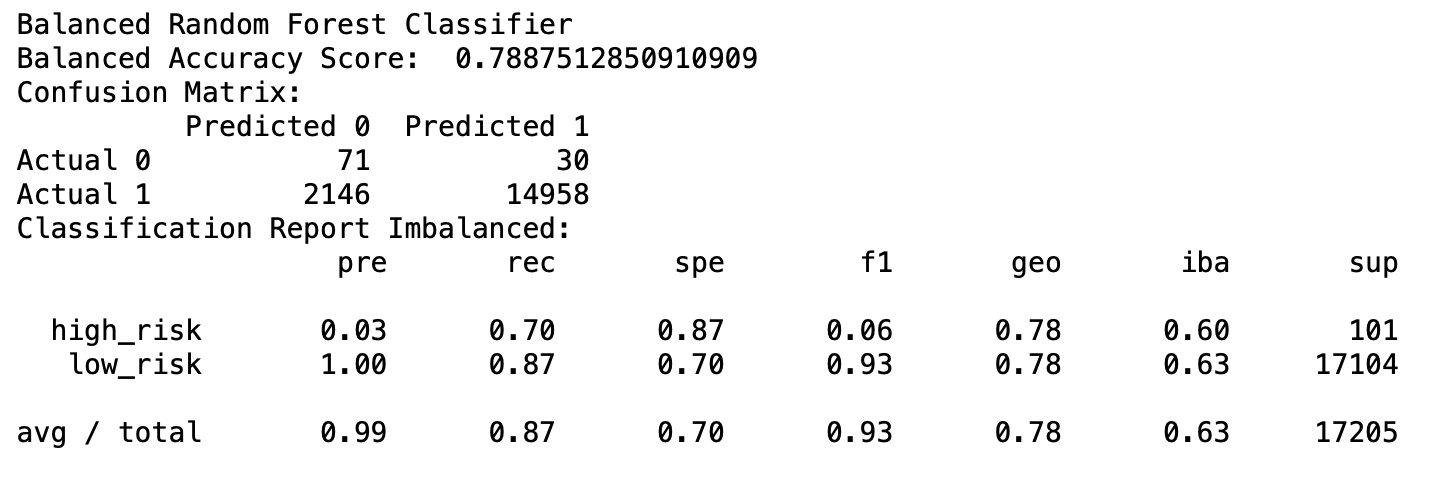 Balanced Random Forest Classifier
Balanced Accuracy Score:  0.7887512850910909
Confusion Matrix:
          Predicted 0  Predicted 1
Actual 0           71           30
Actual 1         2146        14958
Classification Report Imbalanced:
                   pre       rec       spe        f1       geo       iba       sup
  high_risk       0.03      0.70      0.87      0.06      0.78      0.60       101
   low_risk       1.00      0.87      0.70      0.93      0.78      0.63     17104
avg / total       0.99      0.87      0.70      0.93      0.78      0.63     17205